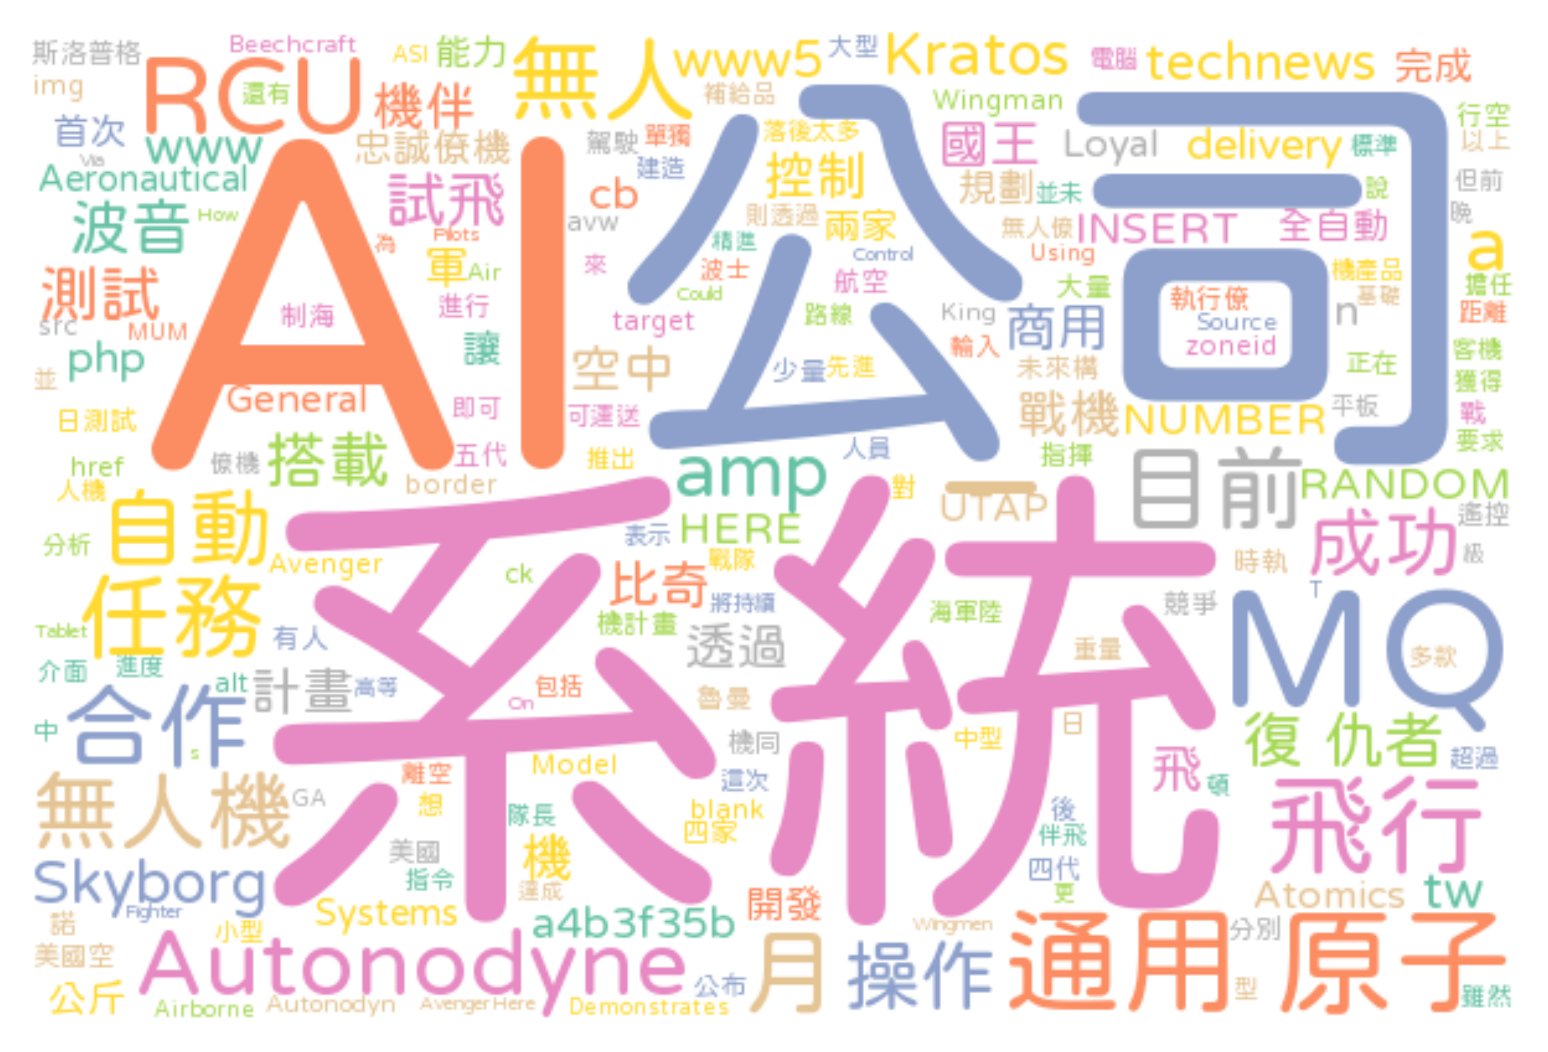 斯洛普格 Beechcraft ASI 能力 無人 www5 大型 Kratos 電腦 technews 完成
img RCU 還有 機伴 補給品 Wingman 行空
首次 www 忠誠僚機 駕駛 單獨 落後太多 國王 Loyal delivery 標準 以上
Via Aeronautical 建造 控制 規劃 並未 但前
AI 公司
試飛 cb 說 晚
波音 How 為 Pilots avw 則透過 兩家 無人僚 INSERT 全自動 a
軍 Air 來 精進 波士 航空 Control Using 機產品
測試 進行 Could 大量 執行僚 基礎 擔任
src MUM 制海 target 路線 King 商用 Source n 距離
php 讓 空中 輸入 zoneid 正在 客機
並 General 少量 先進 未來構 獲得
日測試 即可 可運送 戰機 NUMBER 平板 戰
href 僚機 搭載 五代 推出 人員 指揮 要求
人機 border amp 對 UTAP 目前 RANDOM
自動 系統 遙控
分析 Avenger 表示 HERE 成功
ck 比奇 戰隊 時執 級
任務 將持續 競爭 T MQ
Tablet 有人 機計畫 海軍陸
介面 進度 透過 重量 多款
alt 計畫 高等 包括 魯曼
中 合作 On 機同 中型 日 復仇者
s Model 離空 這次 飛 頓 超過
無人機 GA 想 隊長 blank 後 飛行
四家 伴飛
美國 機 四代
Skyborg 指令 達成 更 Atomics tw
Fighter Systems 開發
諾 小型 a4b3f35b Wingmen 分別
美國空 Autonodyne 月 操作 通用原子
公斤 公布 型 雖然
Airborne Autonodyn Avenger Here Demonstrates